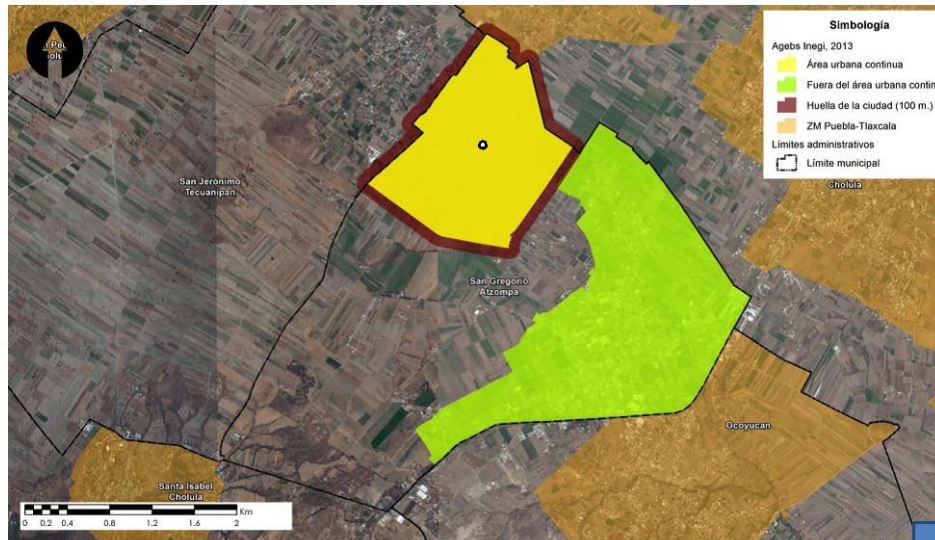 Simbología
Agebs Inegi, 2013
Área urbana continua
Fuera del área urbana contin
Huella de la ciudad (100 m.)
ZM Puebla-Tlaxcala
Límites administrativos
Límite municipal
Cholula
San Jerónimo
Tecuanipan
San Gregorio
Atzompa
Ocoyucan
Santa Isabel
Cholula
Km
0 0.2 0.4 0.8 1.2 1.6 2